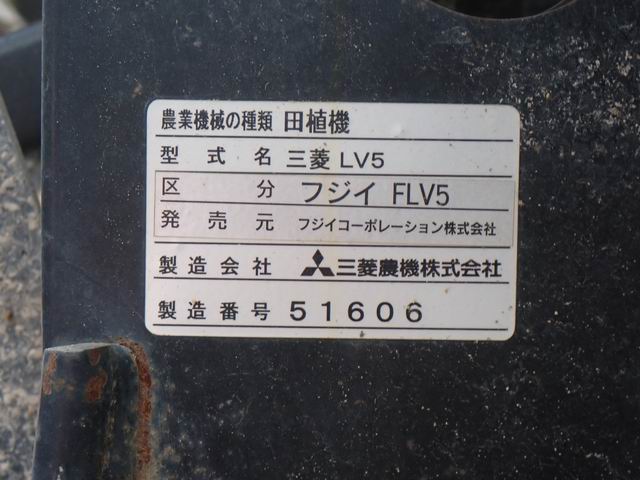 農業機械の種類 田植機
型式名 三菱 LV5
区分 フジイ FLV5
発売元 フジイコーポレーション株式会社
製造会社 三菱農機株式会社
製造番号 51606